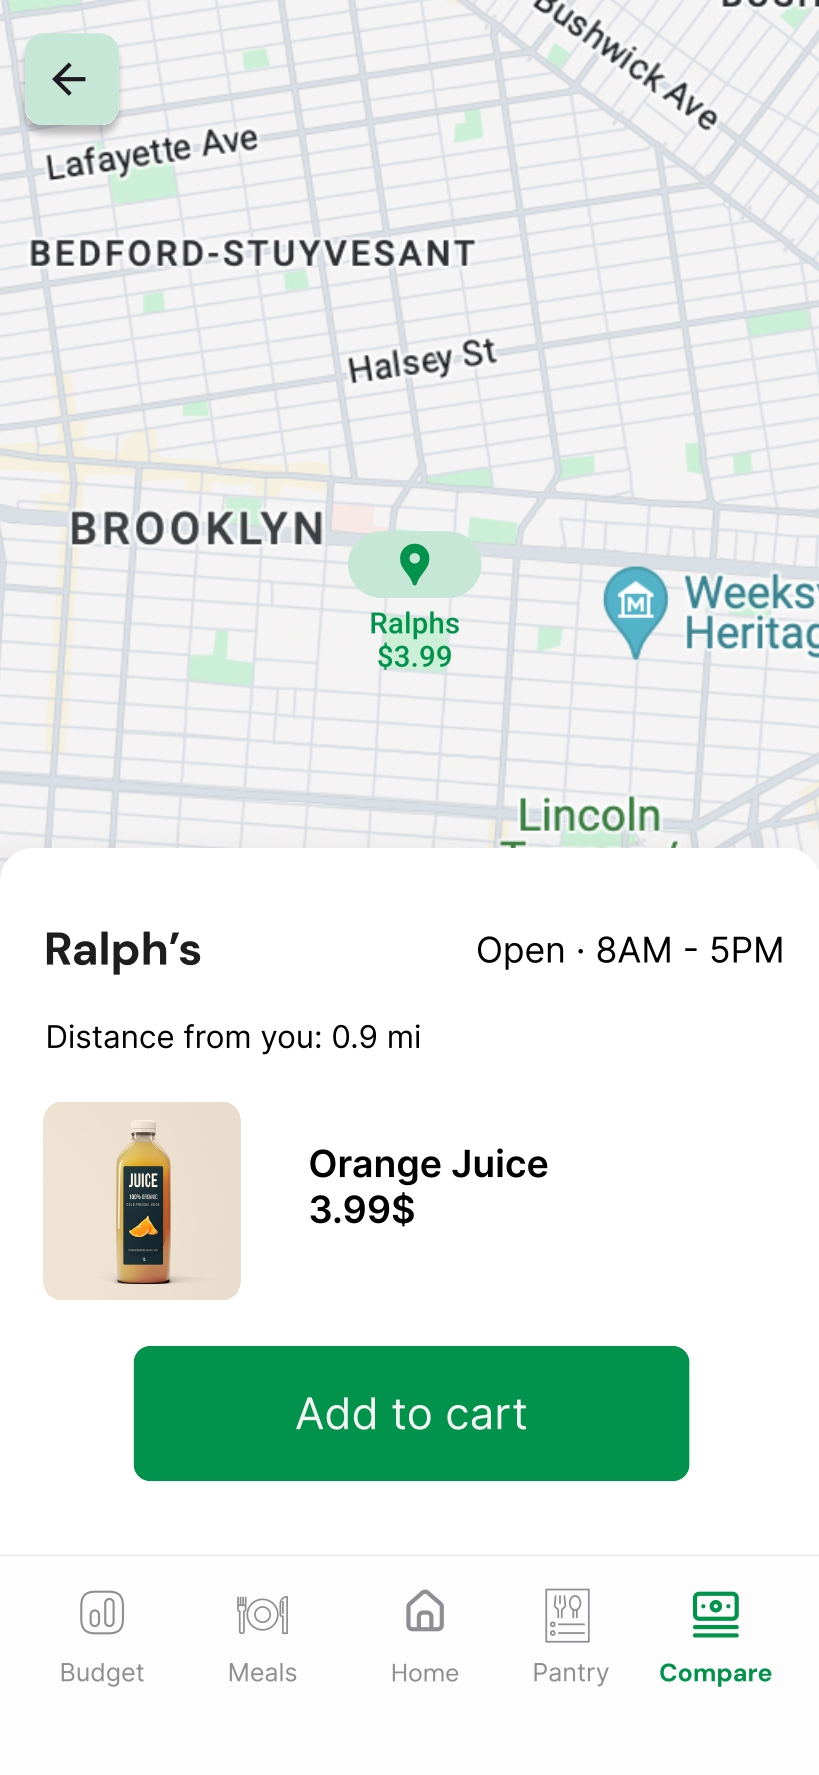 Bushwick Ave
Lafayette Ave
BEDFORD-STUYVESANT
Halsey St
BROOKLYN
Ralphs
$3.99
Weeksv
Heritag
Lincoln
Ralph’s
Open · 8AM - 5PM
Distance from you: 0.9 mi
JUICE
100% ORGANIC
Orange Juice
3.99$
Add to cart
Budget
Meals
Home
Pantry
Compare